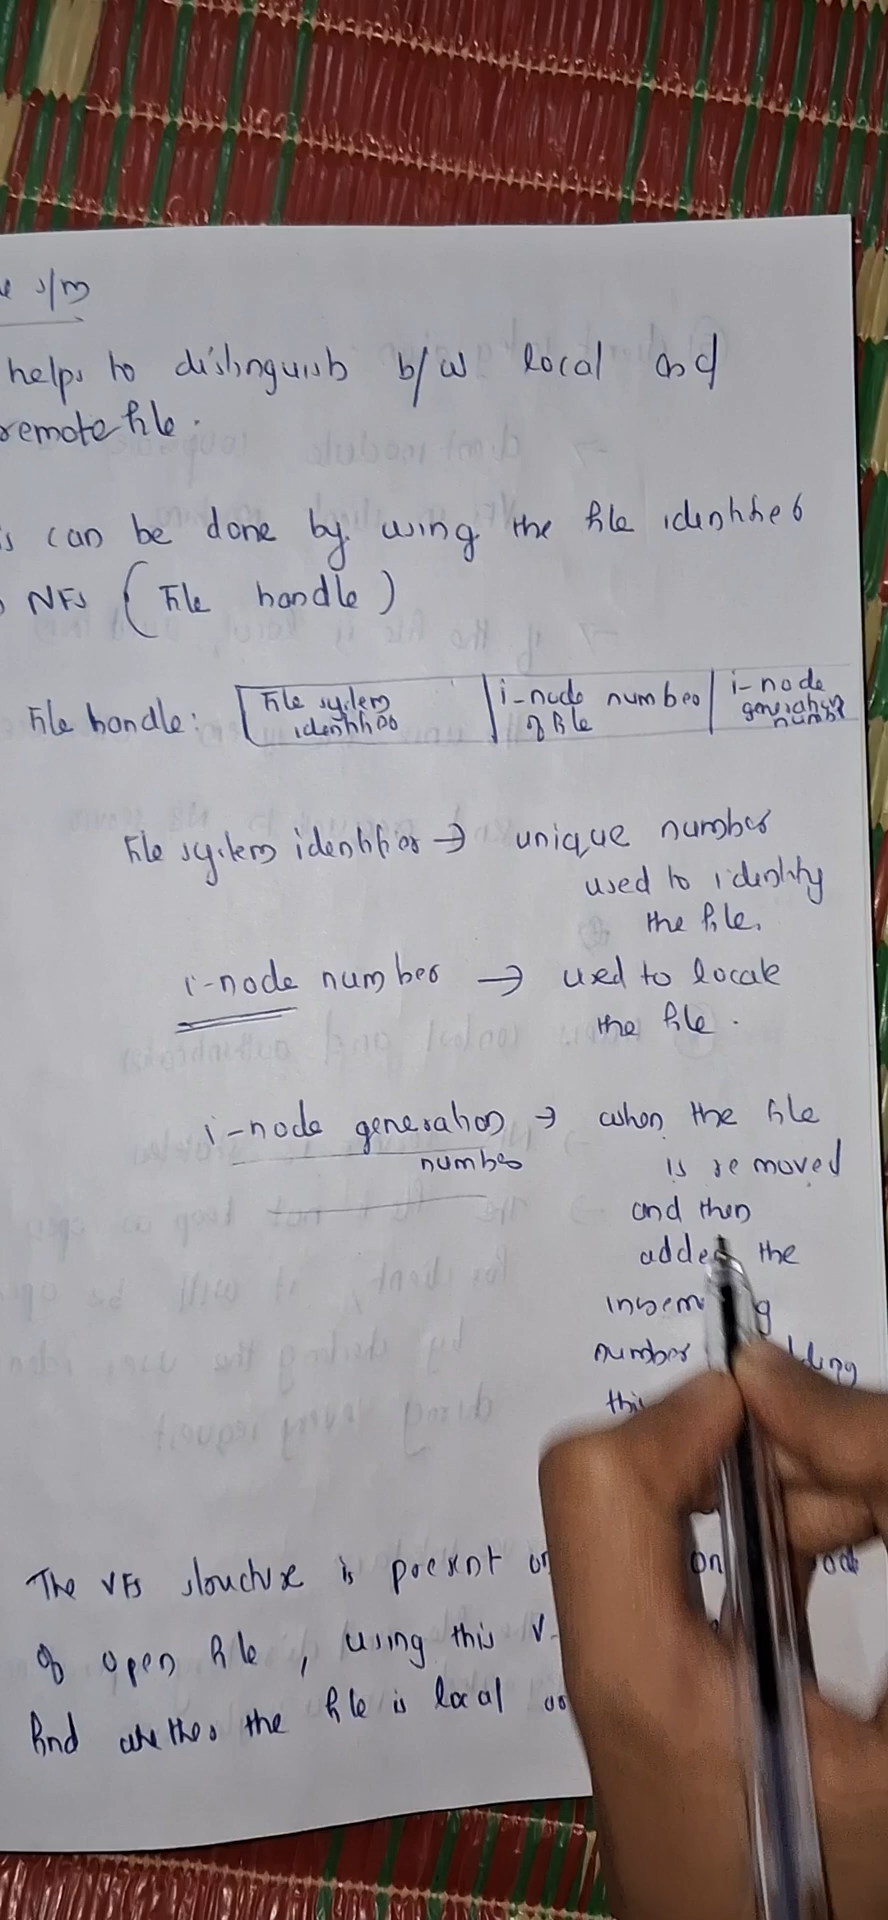 s/m
helps to distinguish b/w local and
remote file.
can be done by using the file identifier
NFS (File handle)
File handle: File system identifier | i-node number of file | i-node generation number
File system identifier → unique number
used to identify
the file.
i-node number → used to locate
the file.
i-node generation → when the file
number is removed
and then
added the
number
The VFS structure is present on
of open file, using this V-
find whether the file is local or